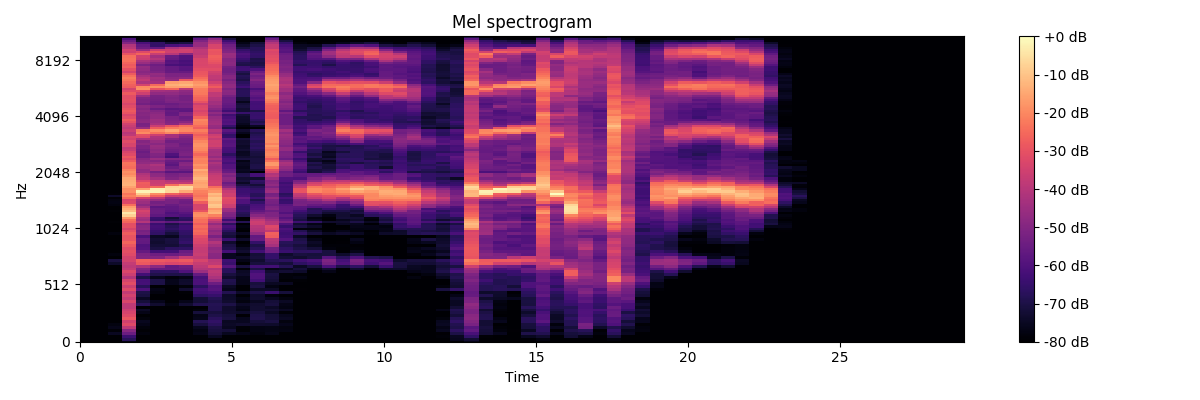 Mel spectrogram
8192
4096
2048
1024
512
0
Hz
0 5 10 15 20 25
Time
+0 dB
-10 dB
-20 dB
-30 dB
-40 dB
-50 dB
-60 dB
-70 dB
-80 dB